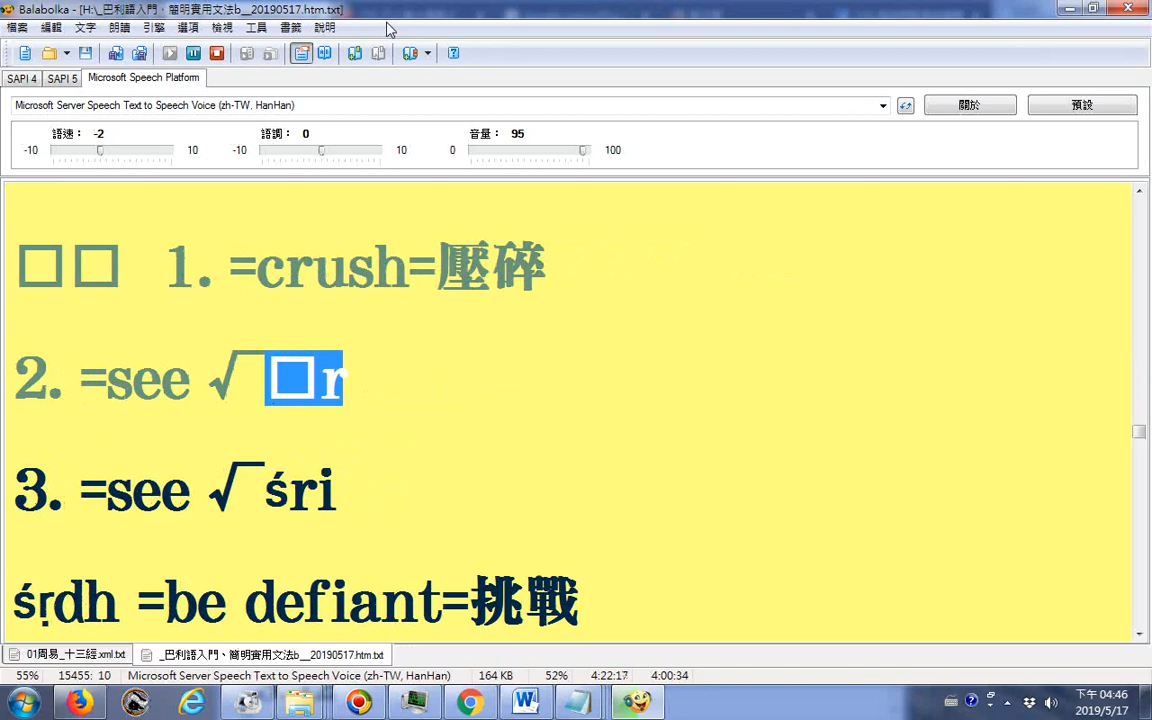 Balabolka - [H:\_巴利語入門、簡明實用文法b__20190517.htm.txt]
檔案 編輯 文字 朗讀 引擎 選項 檢視 工具 書籤 說明
SAPI 4 SAPI 5 Microsoft Speech Platform
Microsoft Server Speech Text to Speech Voice (zh-TW, HanHan) 關於 預設
語速： -2 語調： 0 音量： 95
-10 10 -10 10 0 100
□□ 1. =crush=壓碎
2. =see √□r
3. =see √śri
śṛdh =be defiant=挑戰
01周易_十三經.xml.txt _巴利語入門、簡明實用文法b__20190517.htm.txt
55% 15455: 10 Microsoft Server Speech Text to Speech Voice (zh-TW, HanHan) 164 KB 52% 4:22:17 4:00:34
下午 04:46
2019/5/17